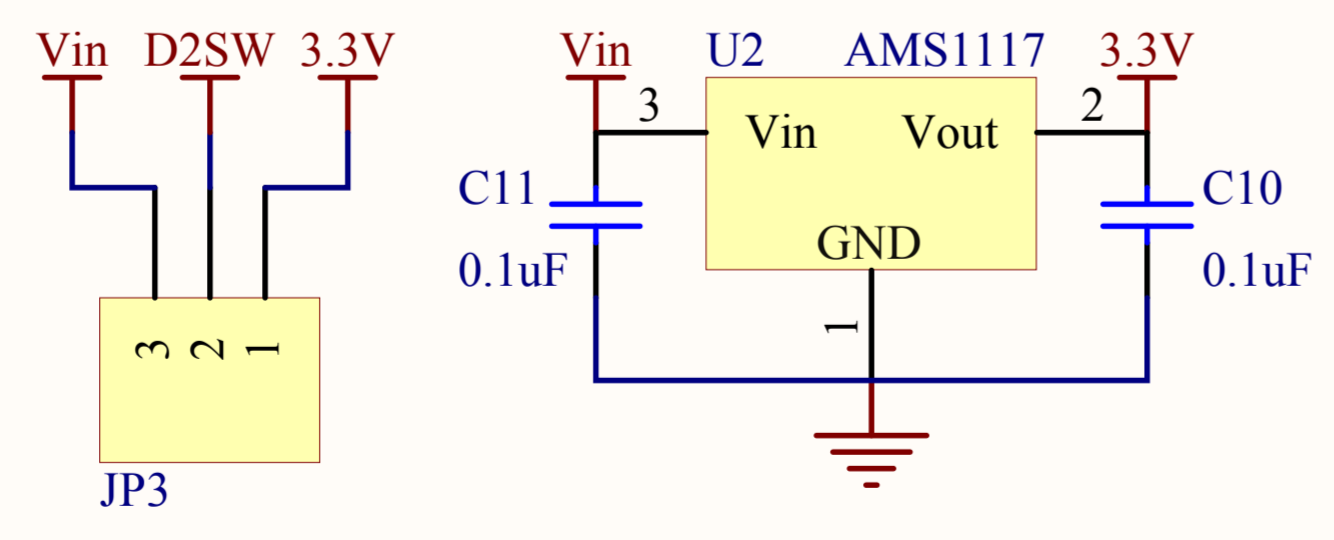 Vin D2SW 3.3V
3 2 1
JP3
Vin U2 AMS1117 3.3V
3 Vin Vout 2
C11 C10
GND
0.1uF 0.1uF
1